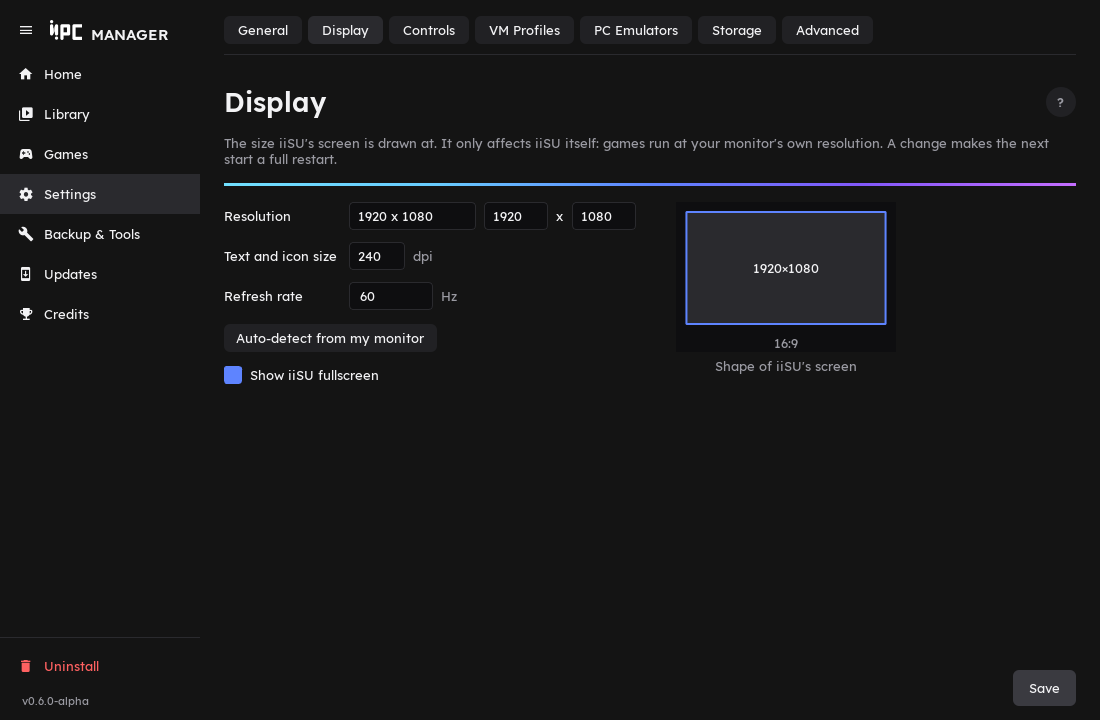 iiPC MANAGER
Home
Library
Games
Settings
Backup & Tools
Updates
Credits
Uninstall
v0.6.0-alpha
General Display Controls VM Profiles PC Emulators Storage Advanced
Display
?
The size iiSU's screen is drawn at. It only affects iiSU itself: games run at your monitor's own resolution. A change makes the next
start a full restart.
Resolution 1920 x 1080 1920 x 1080
Text and icon size 240 dpi
Refresh rate 60 Hz
Auto-detect from my monitor
Show iiSU fullscreen
1920×1080
16:9
Shape of iiSU's screen
Save